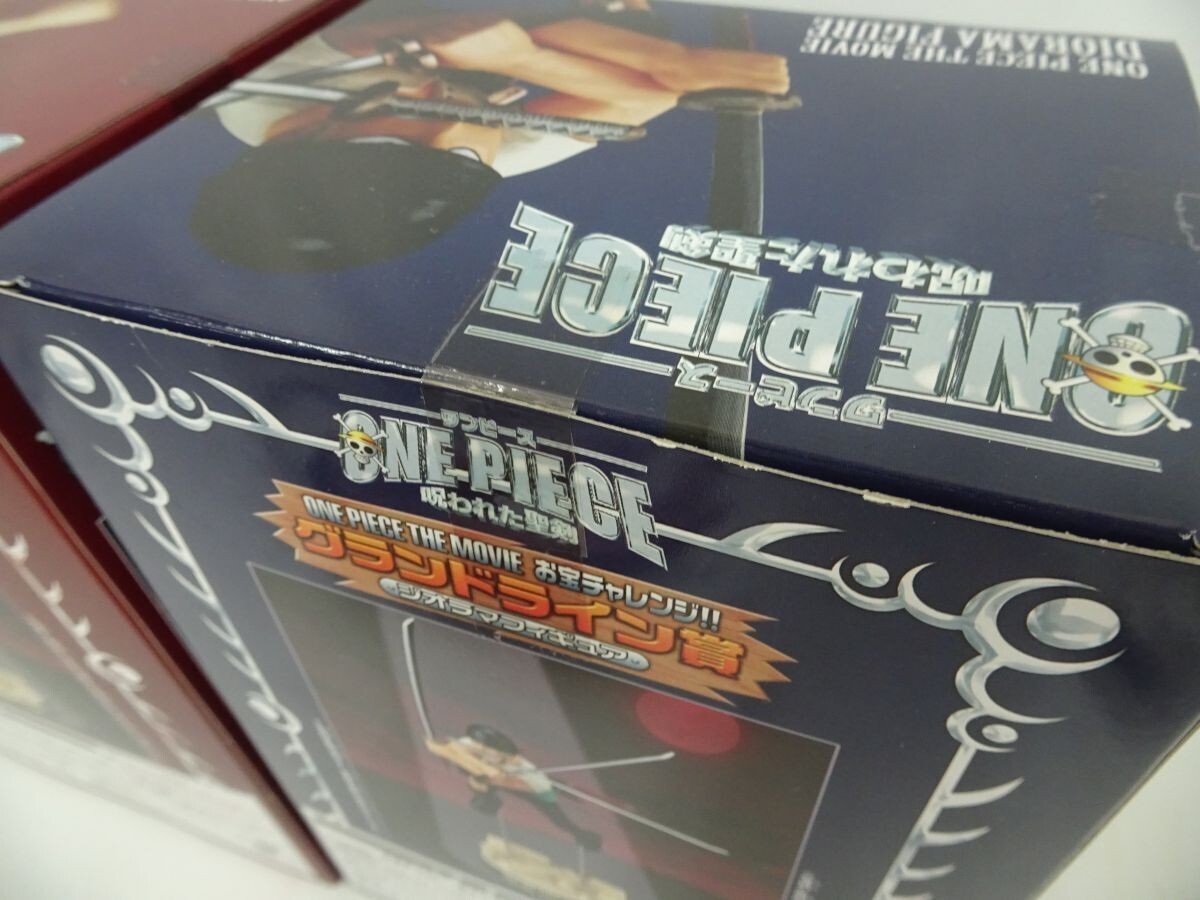 ONE PIECE THE MOVIE
DIORAMA FIGURE
呪われた聖剣
ONE PIECE
ワンピース
ワンピース
ONE PIECE
呪われた聖剣
ONE PIECE THE MOVIE お宝チャレンジ!!
グランドライン賞
ジオラマフィギュア